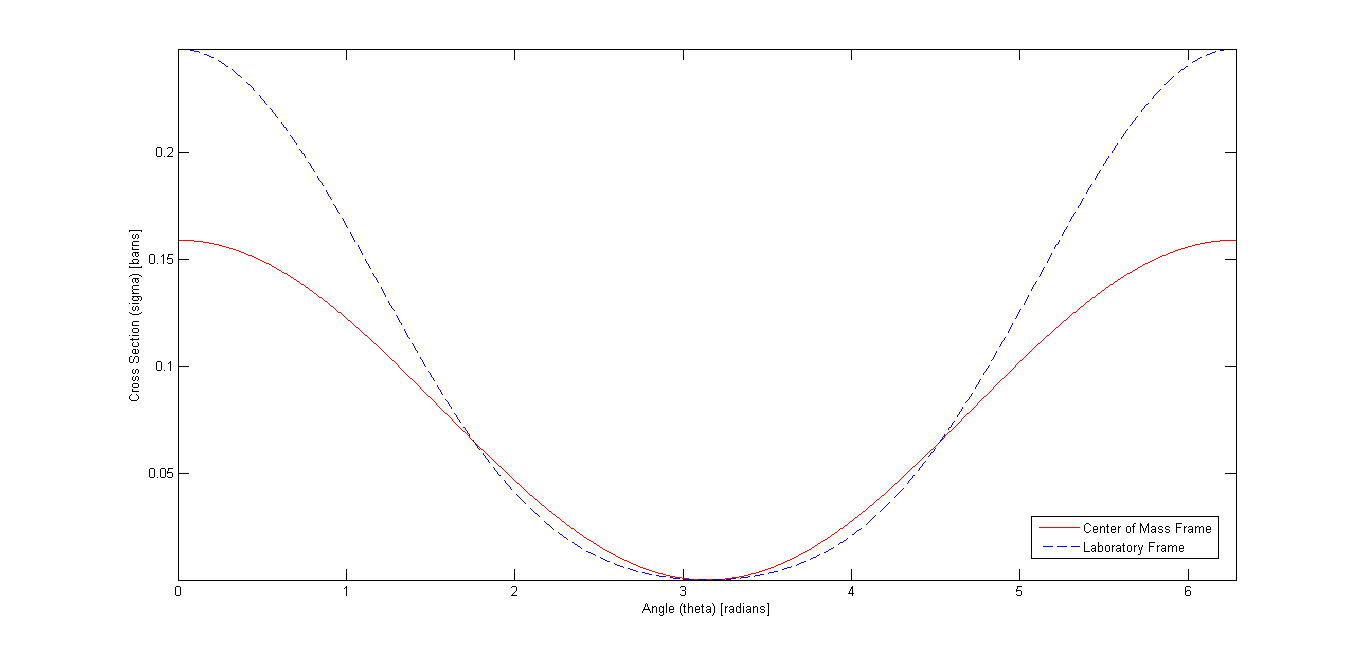 0.2
0.15
0.1
0.05
Cross Section (sigma) [barns]
Center of Mass Frame
Laboratory Frame
0 1 2 3 4 5 6
Angle (theta) [radians]